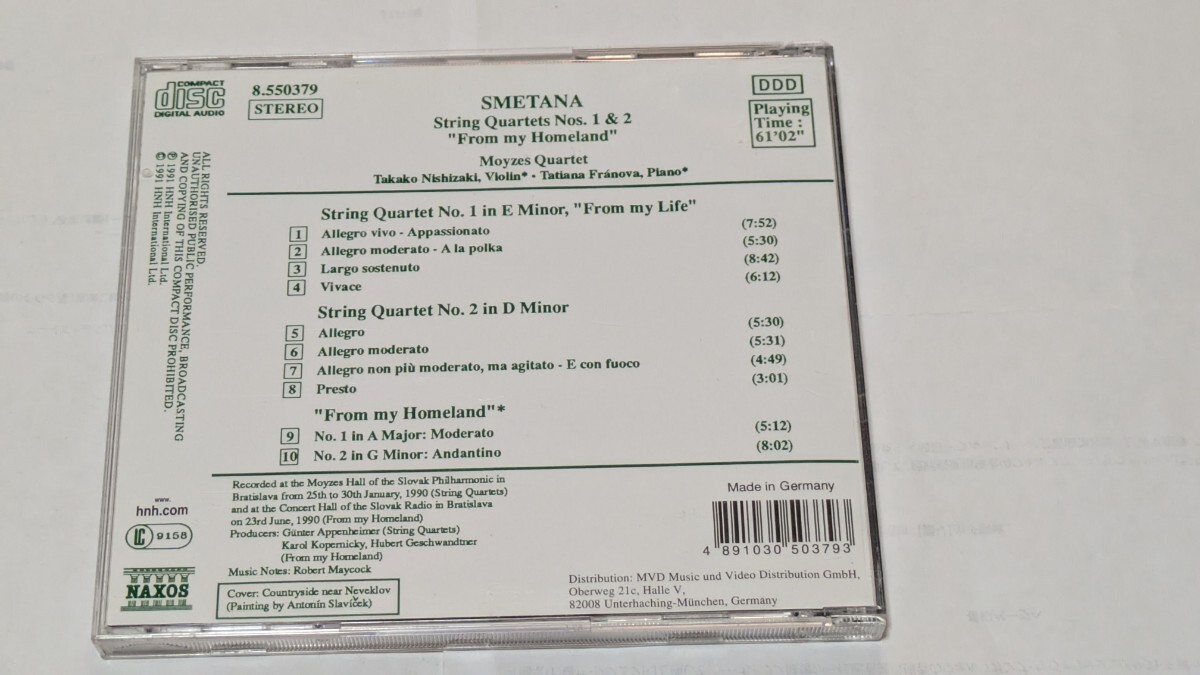 COMPACT
disc
DIGITAL AUDIO
8.550379
STEREO
SMETANA
String Quartets Nos. 1 & 2
"From my Homeland"
Moyzes Quartet
Takako Nishizaki, Violin* · Tatiana Fránova, Piano*
DDD
Playing
Time :
61'02"
String Quartet No. 1 in E Minor, "From my Life"
1 Allegro vivo - Appassionato (7:52)
2 Allegro moderato - A la polka (5:30)
3 Largo sostenuto (8:42)
4 Vivace (6:12)
String Quartet No. 2 in D Minor
5 Allegro (5:30)
6 Allegro moderato (5:31)
7 Allegro non più moderato, ma agitato - E con fuoco (4:49)
8 Presto (3:01)
"From my Homeland"*
9 No. 1 in A Major: Moderato (5:12)
10 No. 2 in G Minor: Andantino (8:02)
ALL RIGHTS RESERVED.
UNAUTHORISED PUBLIC PERFORMANCE, BROADCASTING
AND COPYING OF THIS COMPACT DISC PROHIBITED.
℗ 1991 HNH International Ltd.
© 1991 HNH International Ltd.
www.
hnh.com
LC 9158
NAXOS
Recorded at the Moyzes Hall of the Slovak Philharmonic in
Bratislava from 25th to 30th January, 1990 (String Quartets)
and at the Concert Hall of the Slovak Radio in Bratislava
on 23rd June, 1990 (From my Homeland)
Producers: Günter Appenheimer (String Quartets)
Karol Kopernicky, Hubert Geschwandtner
(From my Homeland)
Music Notes: Robert Maycock
Cover: Countryside near Neveklov
(Painting by Antonín Slavíček)
Made in Germany
4 891030 503793
Distribution: MVD Music und Video Distribution GmbH,
Oberweg 21c, Halle V,
82008 Unterhaching-München, Germany